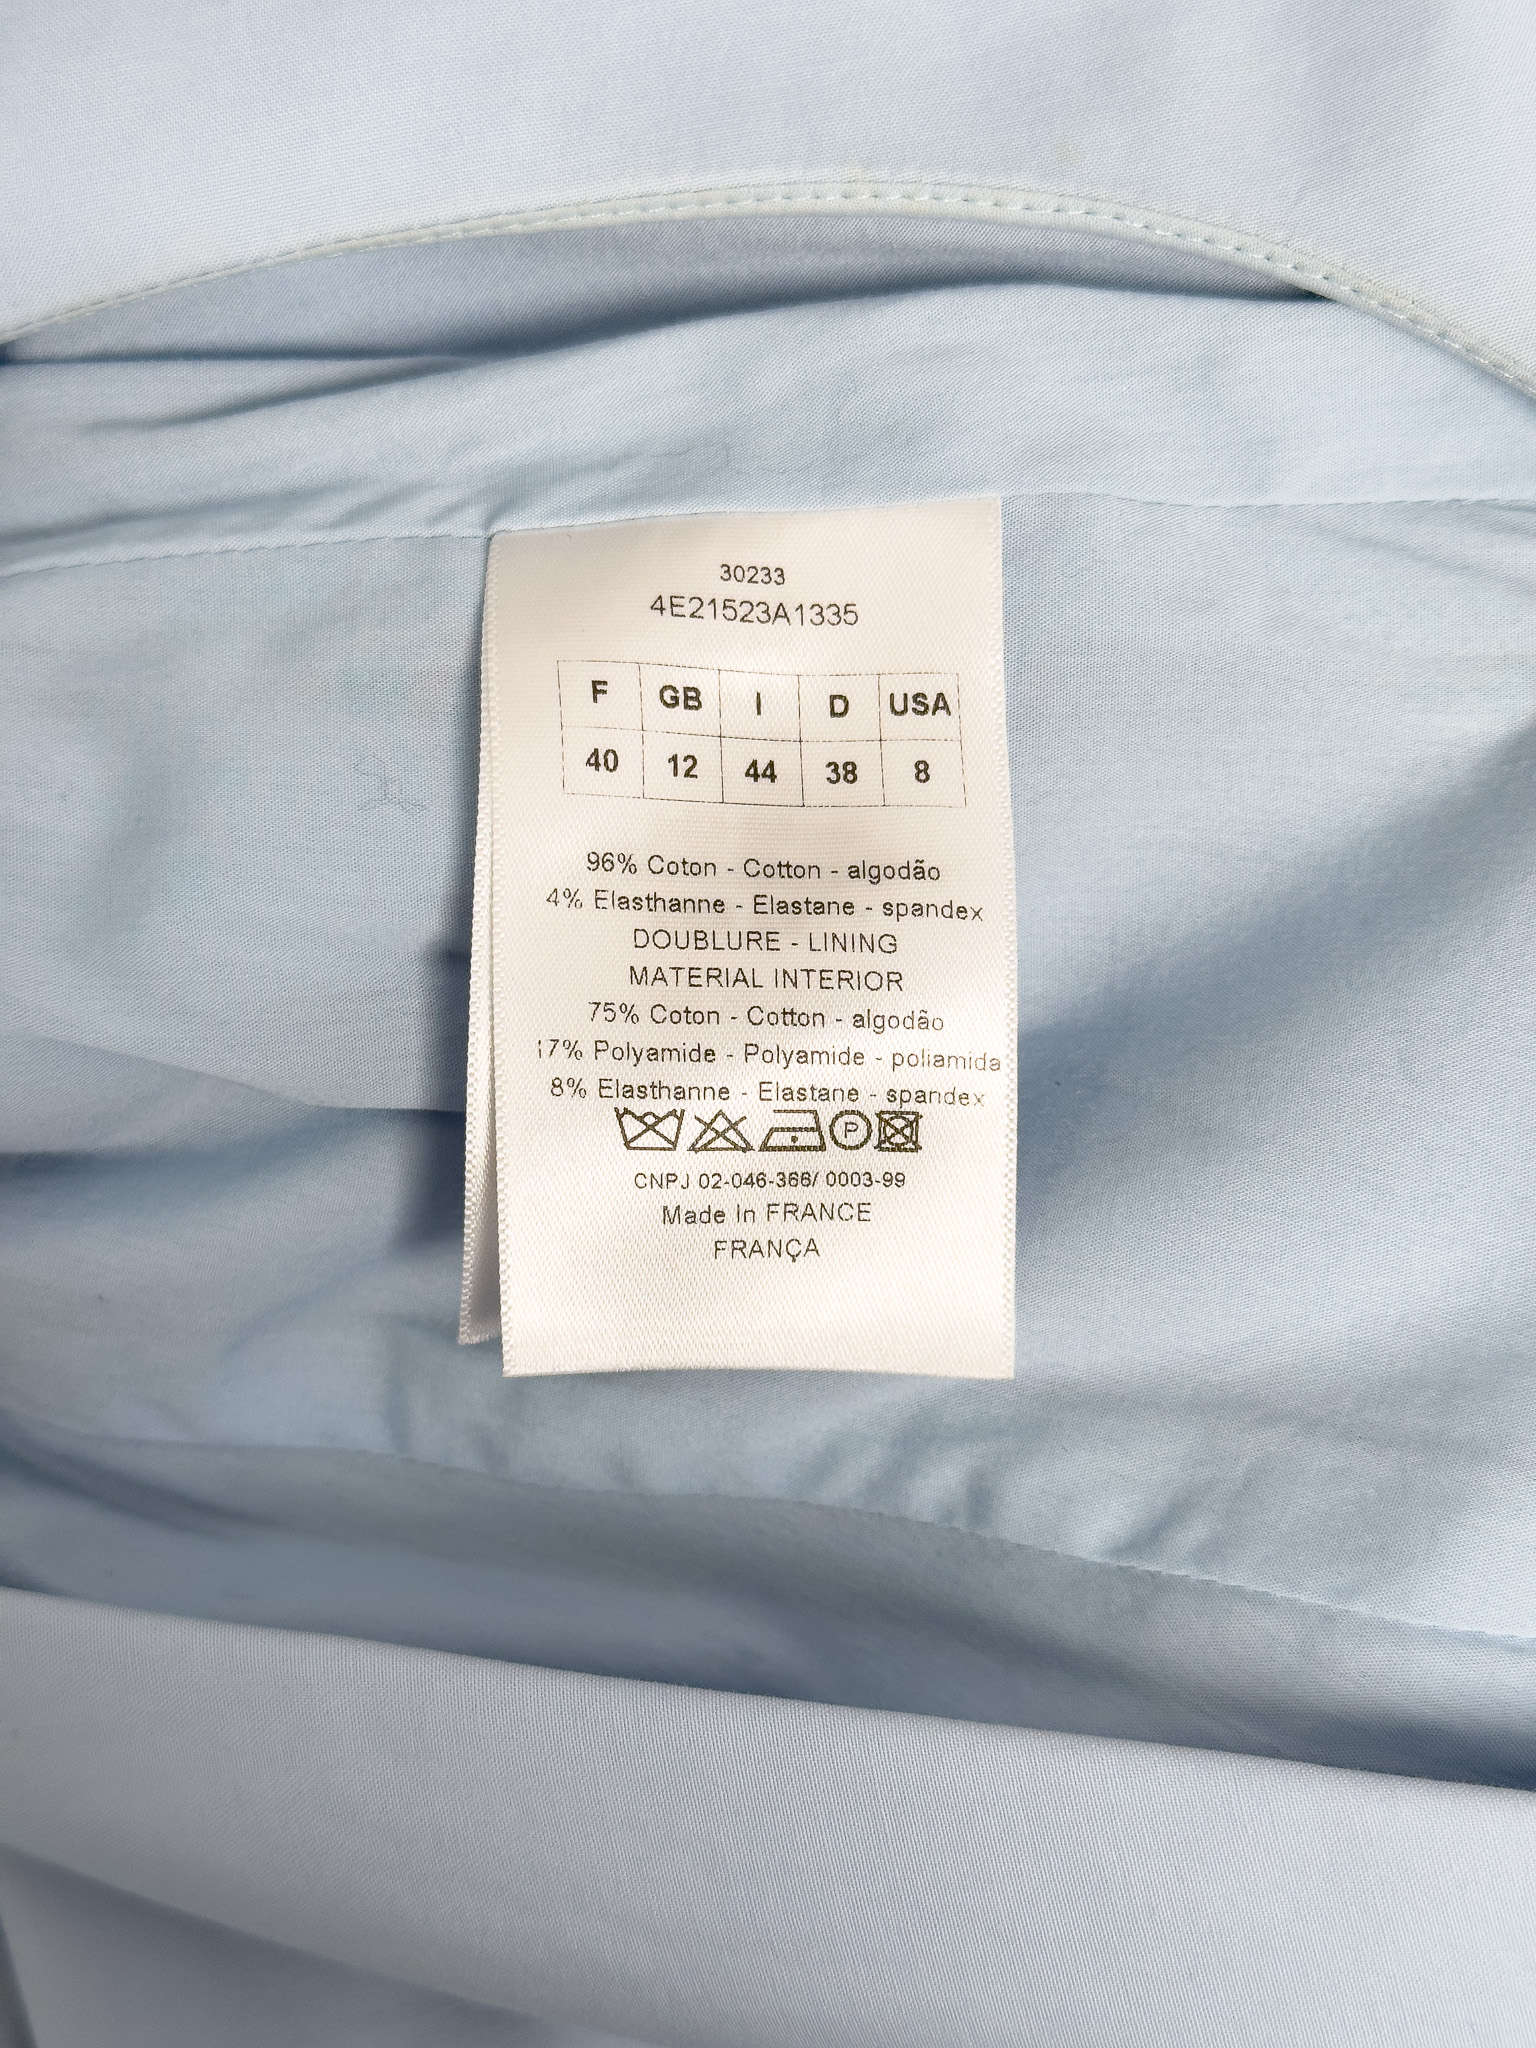 30233
4E21523A1335
F GB I D USA
40 12 44 38 8
96% Coton - Cotton - algodão
4% Elasthanne - Elastane - spandex
DOUBLURE - LINING
MATERIAL INTERIOR
75% Coton - Cotton - algodão
17% Polyamide - Polyamide - poliamida
8% Elasthanne - Elastane - spandex
P
CNPJ 02-046-366/ 0003-99
Made In FRANCE
FRANÇA